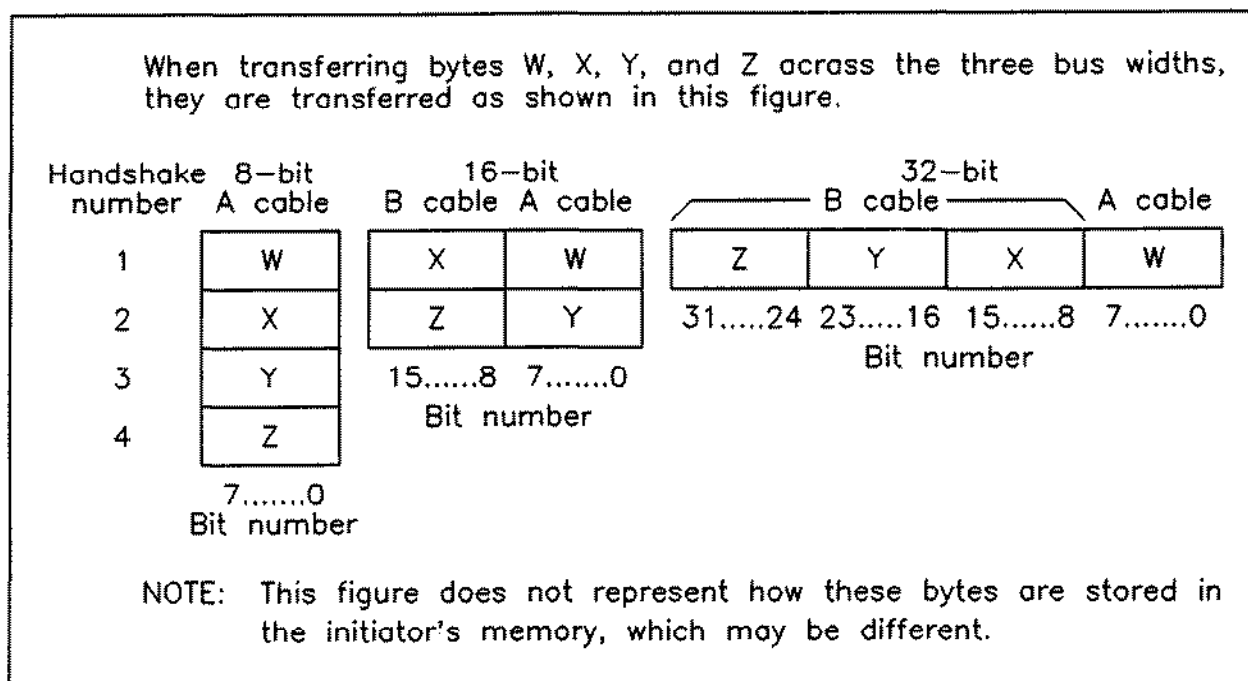 When transferring bytes W, X, Y, and Z acrass the three bus widths,
they are transferred as shown in this figure.
Handshake 8-bit 16-bit 32-bit
number A cable B cable A cable B cable A cable
1 W X W Z Y X W
2 X Z Y 31.....24 23.....16 15......8 7.......0
3 Y 15......8 7.......0 Bit number
4 Z Bit number
7.......0
Bit number
NOTE: This figure does not represent how these bytes are stored in
the initiator's memory, which may be different.